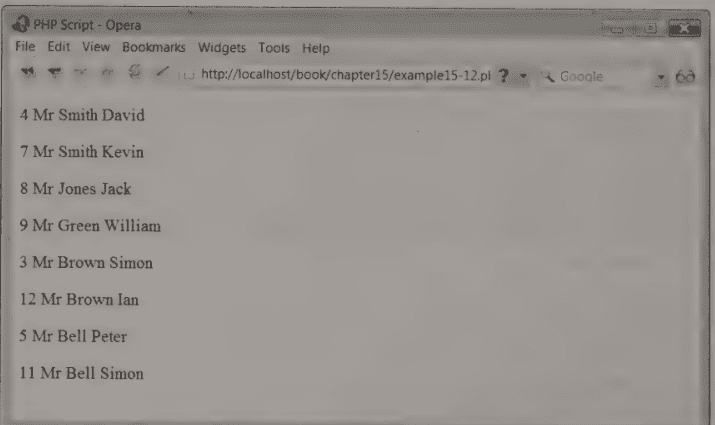 PHP Script - Opera
File Edit View Bookmarks Widgets Tools Help
http://localhost/book/chapter15/example15-12.pl ? Google
4 Mr Smith David
7 Mr Smith Kevin
8 Mr Jones Jack
9 Mr Green William
3 Mr Brown Simon
12 Mr Brown Ian
5 Mr Bell Peter
11 Mr Bell Simon